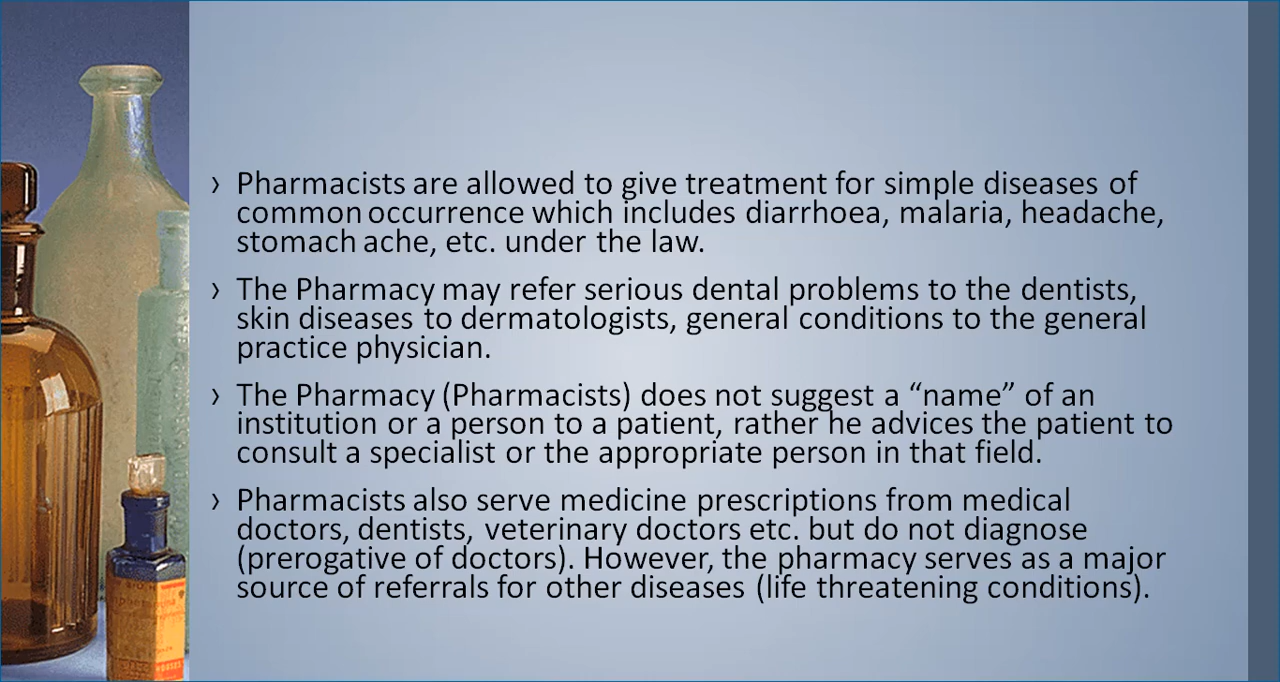 › Pharmacists are allowed to give treatment for simple diseases of
common occurrence which includes diarrhoea, malaria, headache,
stomach ache, etc. under the law.
› The Pharmacy may refer serious dental problems to the dentists,
skin diseases to dermatologists, general conditions to the general
practice physician.
› The Pharmacy (Pharmacists) does not suggest a “name” of an
institution or a person to a patient, rather he advices the patient to
consult a specialist or the appropriate person in that field.
› Pharmacists also serve medicine prescriptions from medical
doctors, dentists, veterinary doctors etc. but do not diagnose
(prerogative of doctors). However, the pharmacy serves as a major
source of referrals for other diseases (life threatening conditions).